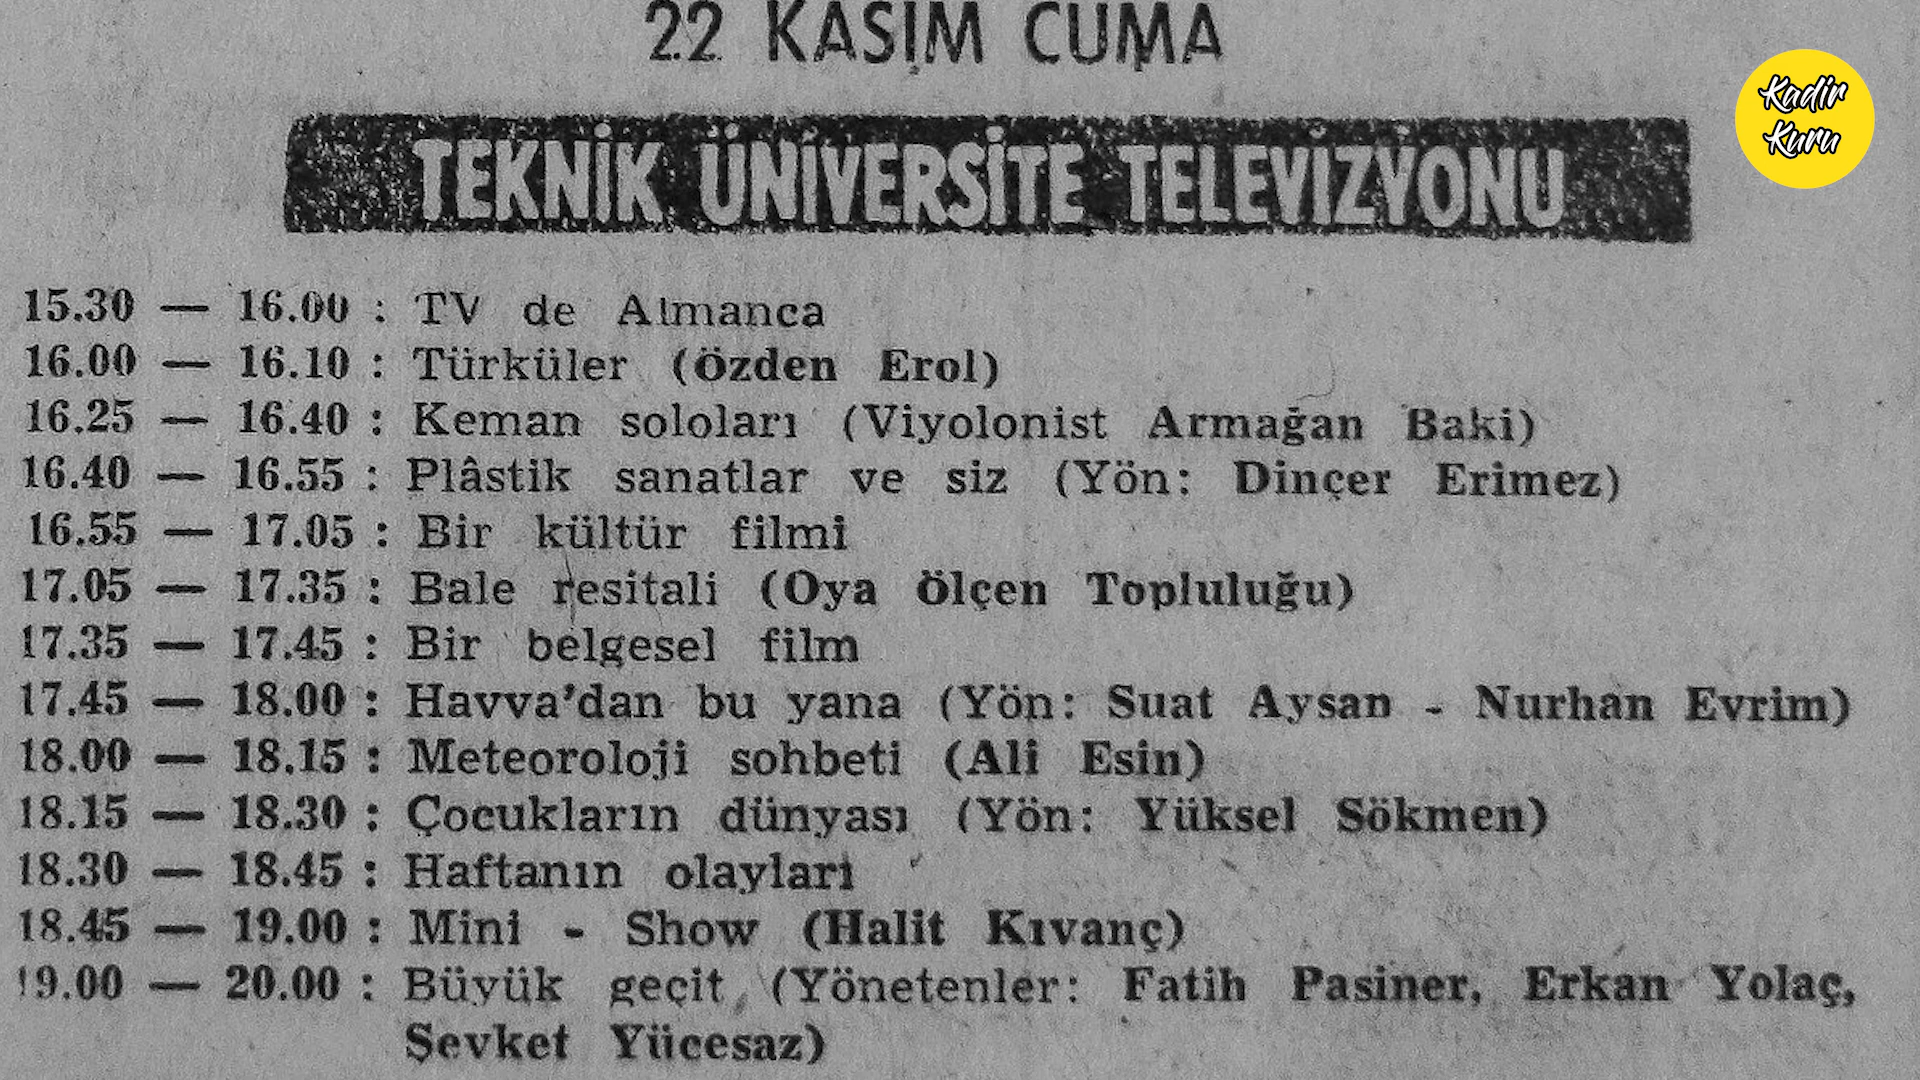 22 KASIM CUMA
Kadir
Kuru
TEKNİK ÜNİVERSİTE TELEVİZYONU
15.30 — 16.00 : TV de Almanca
16.00 — 16.10 : Türküler (Özden Erol)
16.25 — 16.40 : Keman soloları (Viyolonist Armağan Baki)
16.40 — 16.55 : Plâstik sanatlar ve siz (Yön: Dinçer Erimez)
16.55 — 17.05 : Bir kültür filmi
17.05 — 17.35 : Bale resitali (Oya Ölçen Topluluğu)
17.35 — 17.45 : Bir belgesel film
17.45 — 18.00 : Havva'dan bu yana (Yön: Suat Aysan - Nurhan Evrim)
18.00 — 18.15 : Meteoroloji sohbeti (Ali Esin)
18.15 — 18.30 : Çocukların dünyası (Yön: Yüksel Sökmen)
18.30 — 18.45 : Haftanın olayları
18.45 — 19.00 : Mini - Show (Halit Kıvanç)
19.00 — 20.00 : Büyük geçit (Yönetenler: Fatih Pasiner, Erkan Yolaç,
Şevket Yücesaz)